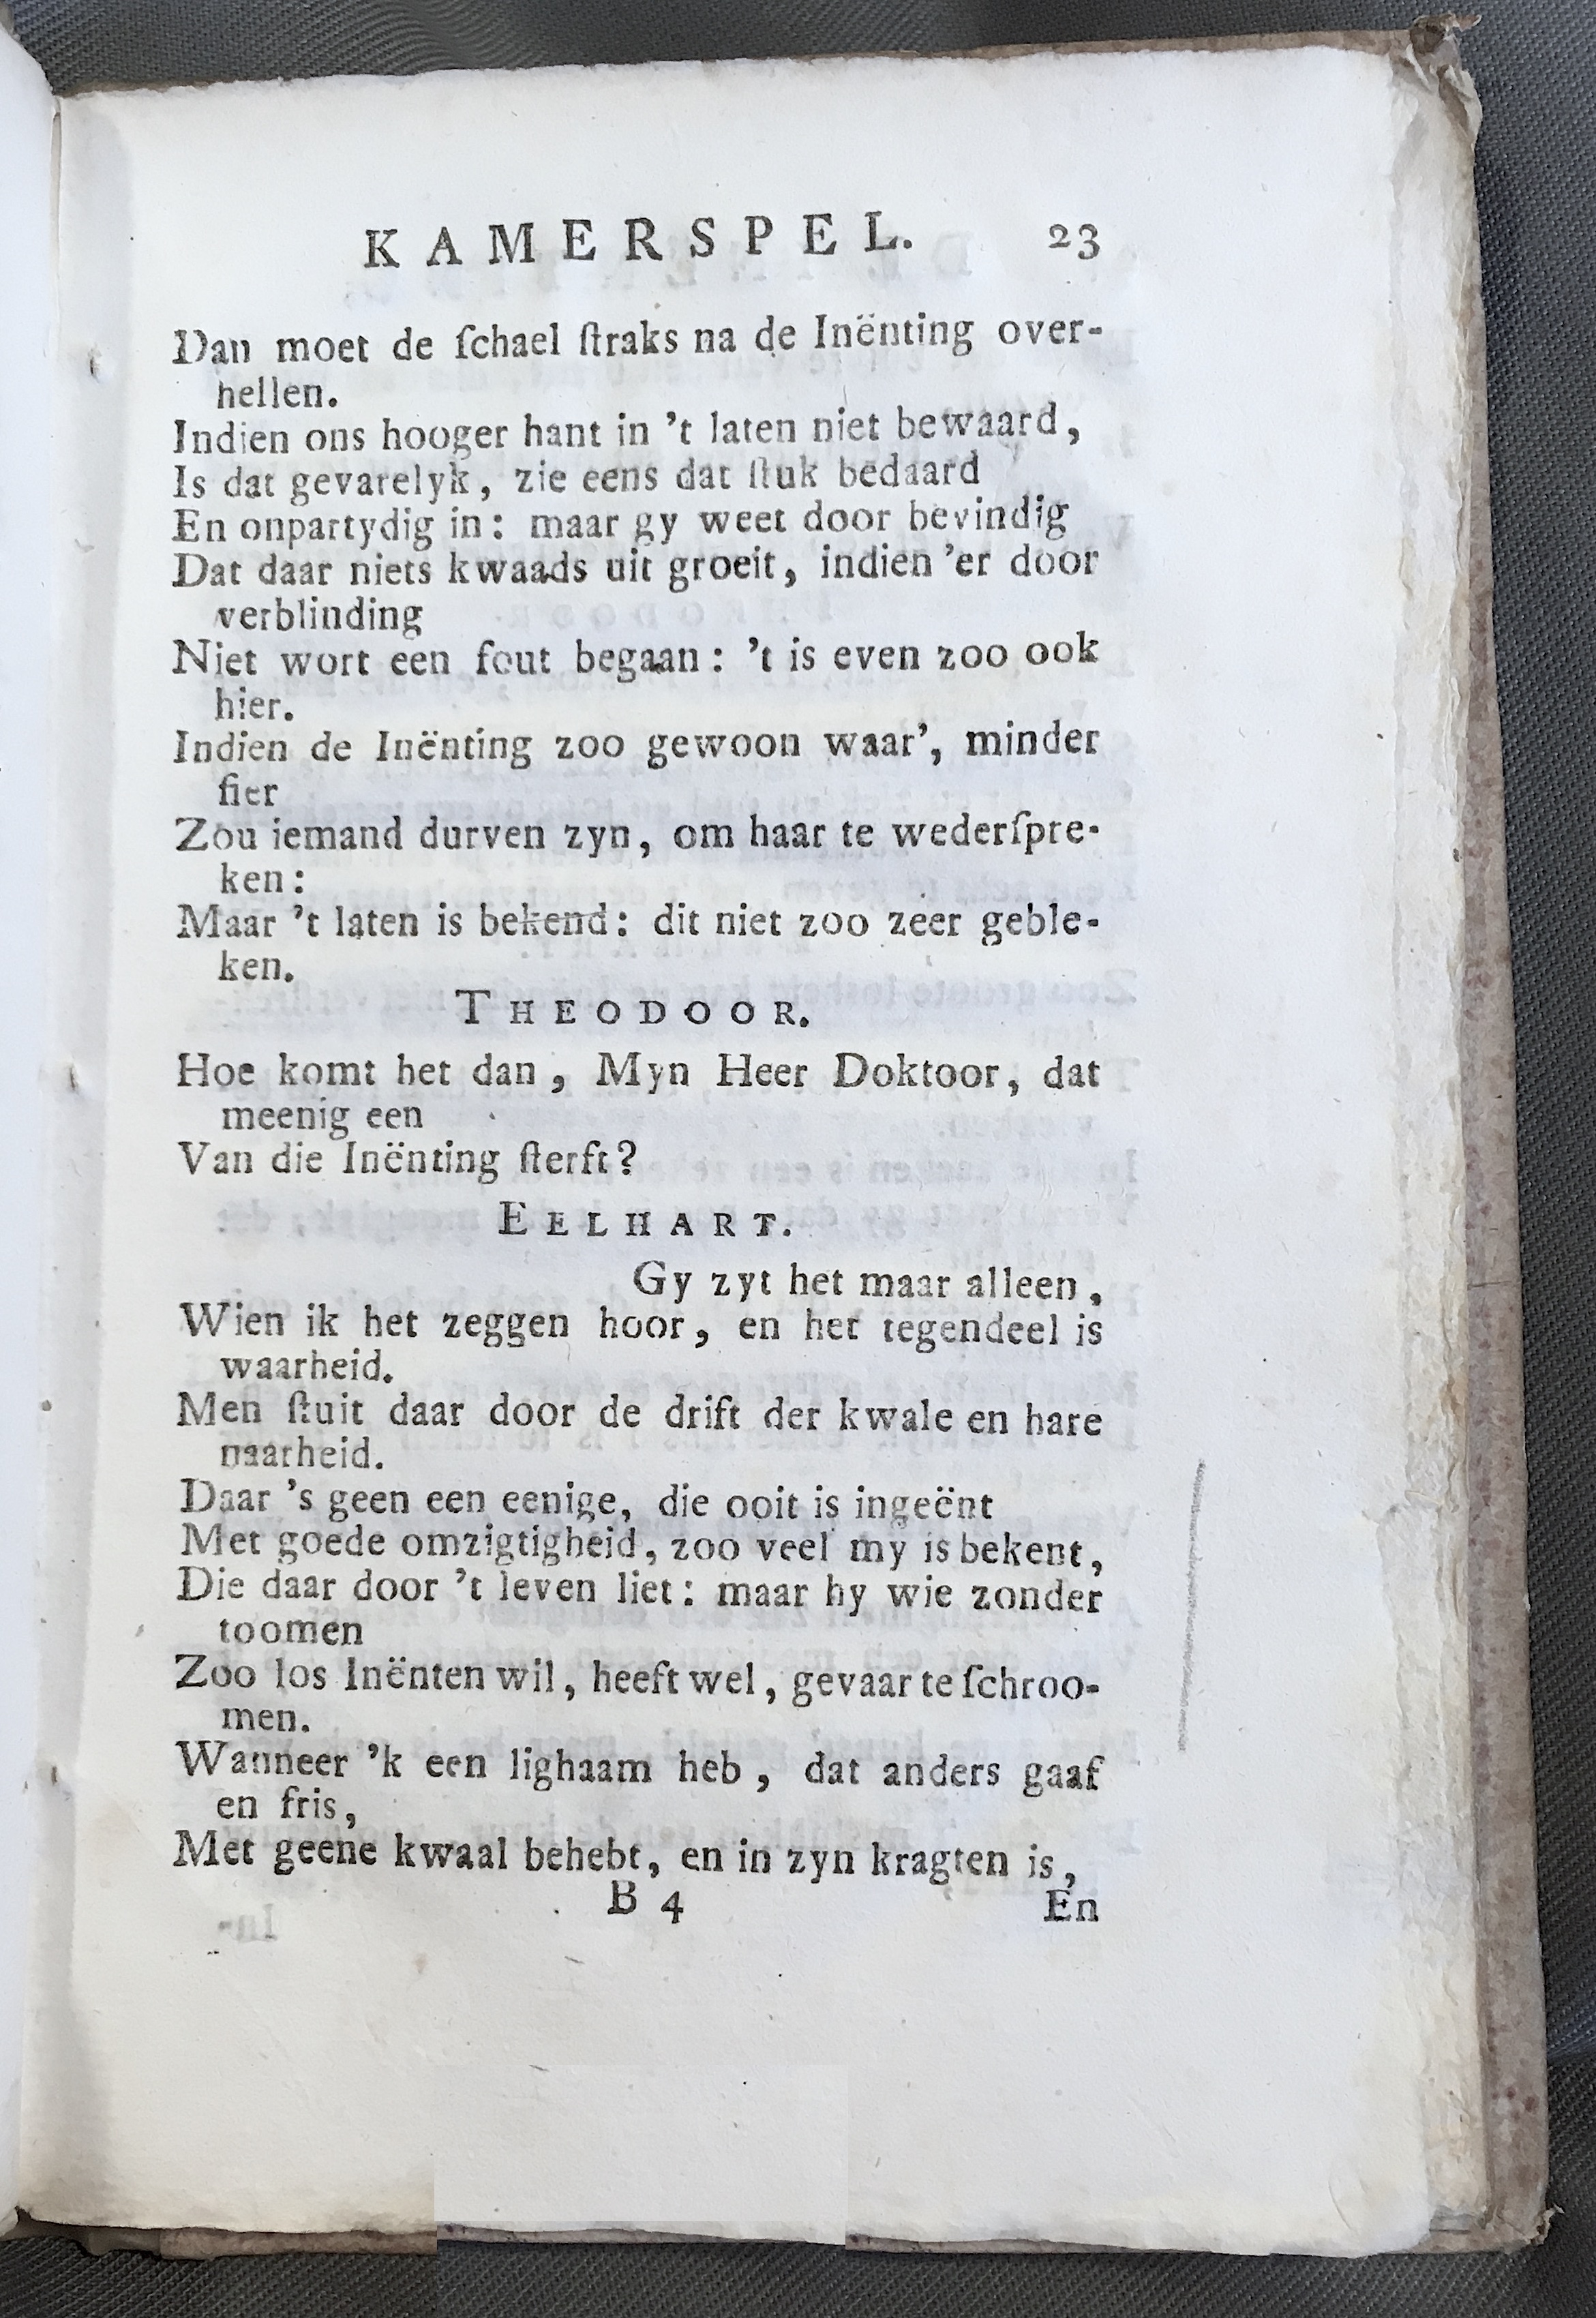 KAMERSPEL. 23
Dan moet de ſchael ſtraks na de Inënting over-
hellen.
Indien ons hooger hant in 't laten niet bewaard,
Is dat gevarelyk, zie eens dat ſtuk bedaard
En onpartydig in: maar gy weet door bevindig
Dat daar niets kwaads uit groeit, indien 'er door
verblinding
Niet wort een fout begaan: 't is even zoo ook
hier.
Indien de Inënting zoo gewoon waar', minder
fier
Zou iemand durven zyn, om haar te wederſpre-
ken:
Maar 't laten is bekend: dit niet zoo zeer geble-
ken.
THEODOOR.
Hoe komt het dan, Myn Heer Doktoor, dat
meenig een
Van die Inënting ſterft?
EELHART.
Gy zyt het maar alleen,
Wien ik het zeggen hoor, en het tegendeel is
waarheid.
Men ſtuit daar door de drift der kwale en hare
naarheid.
Daar 's geen een eenige, die ooit is ingeënt
Met goede omzigtigheid, zoo veel my is bekent,
Die daar door 't leven liet: maar hy wie zonder
toomen
Zoo los Inënten wil, heeft wel, gevaar te ſchroo-
men.
Wanneer 'k een lighaam heb, dat anders gaaf
en fris,
Met geene kwaal behebt, en in zyn kragten is,
B 4 En